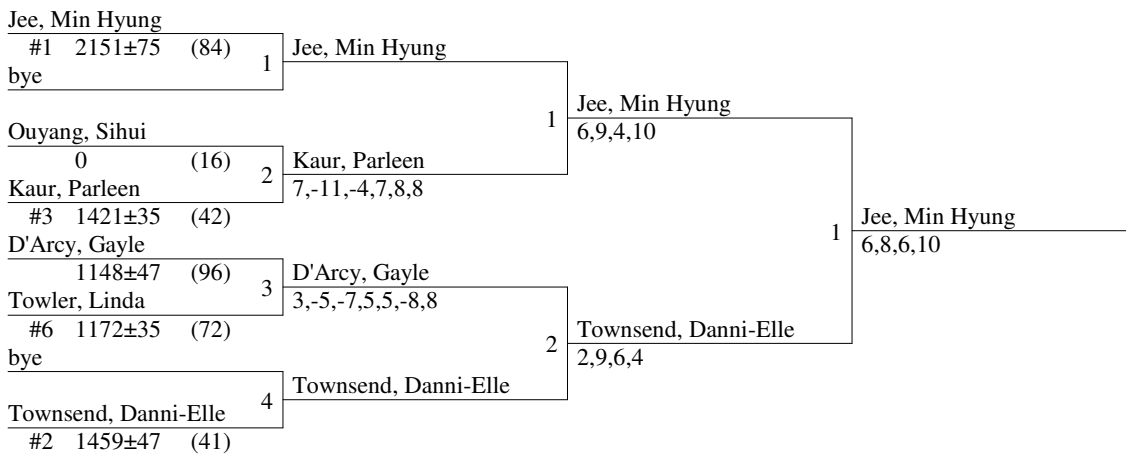 Jee, Min Hyung
#1 2151±75 (84)
bye
1
Jee, Min Hyung
Ouyang, Sihui
0 (16)
Kaur, Parleen
#3 1421±35 (42)
2
Kaur, Parleen
7,-11,-4,7,8,8
1
Jee, Min Hyung
6,9,4,10
D'Arcy, Gayle
1148±47 (96)
Towler, Linda
#6 1172±35 (72)
3
D'Arcy, Gayle
3,-5,-7,5,5,-8,8
bye
Townsend, Danni-Elle
#2 1459±47 (41)
4
Townsend, Danni-Elle
2
Townsend, Danni-Elle
2,9,6,4
1
Jee, Min Hyung
6,8,6,10